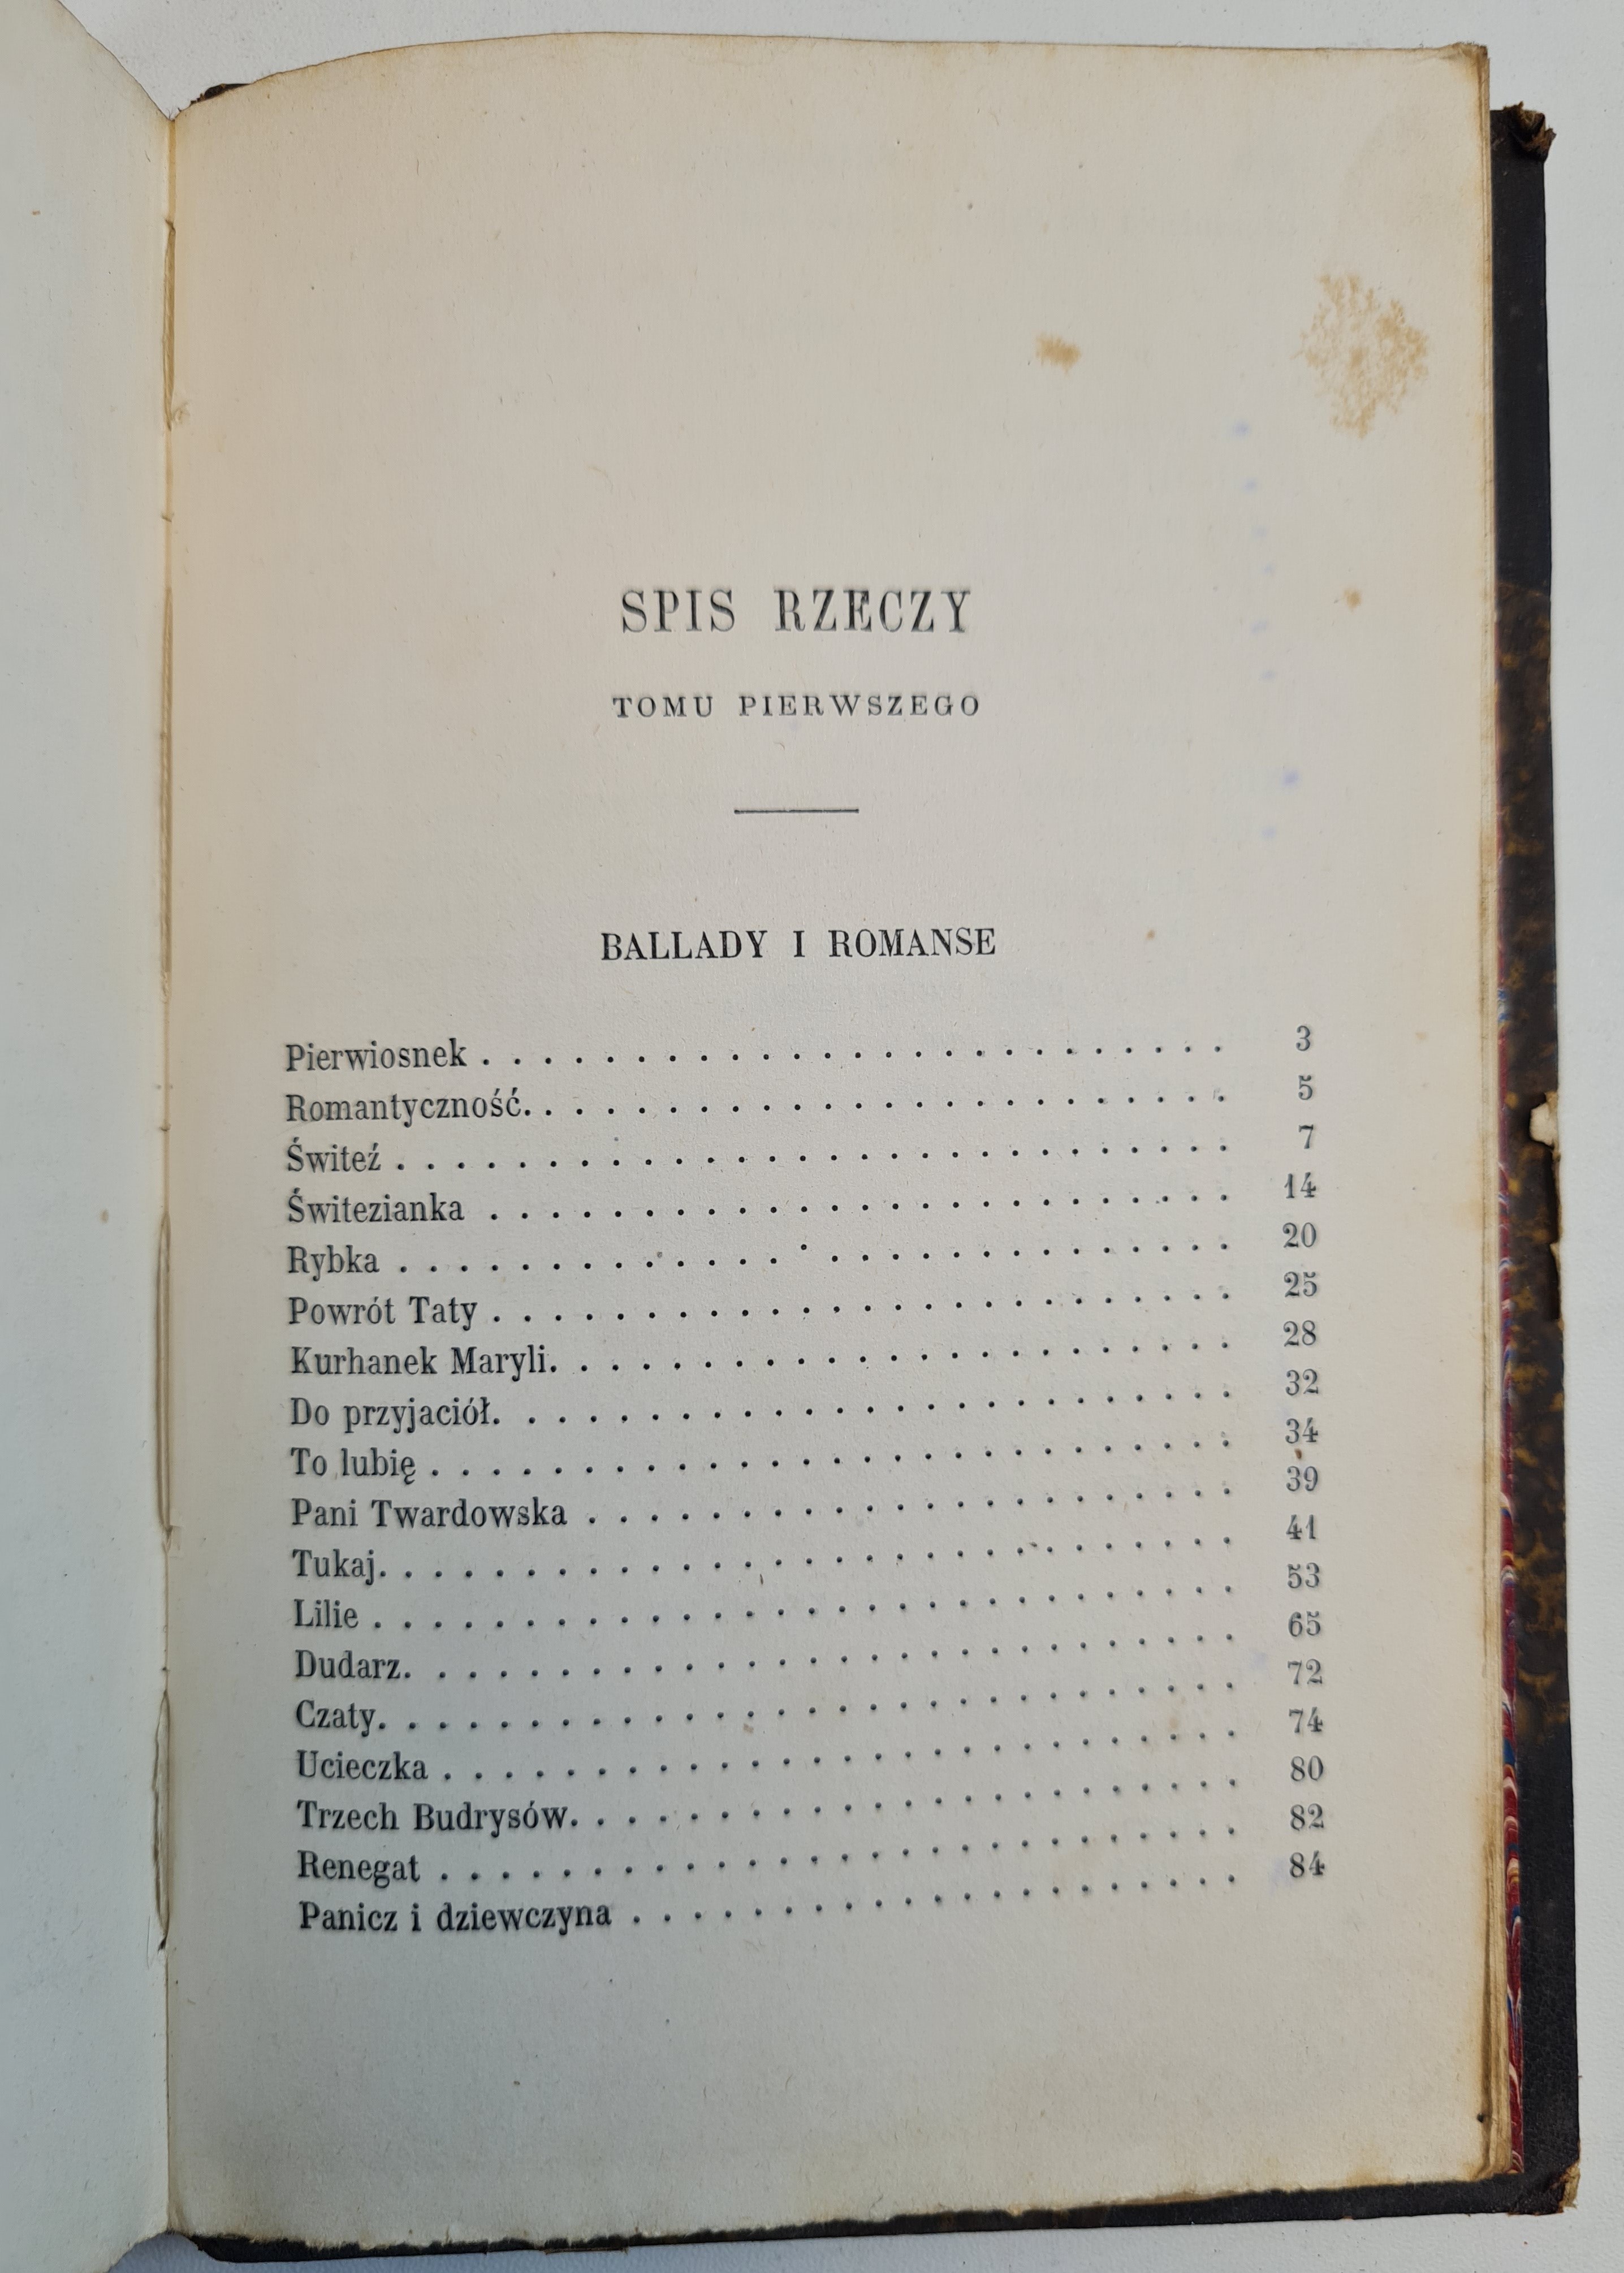 SPIS RZECZY
TOMU PIERWSZEGO
BALLADY I ROMANSE
Pierwiosnek . . . . . . . . . . . . . . . . . . . . . . . . . 3
Romantyczność. . . . . . . . . . . . . . . . . . . . . . . . 5
Świteź . . . . . . . . . . . . . . . . . . . . . . . . . . . . 7
Świtezianka . . . . . . . . . . . . . . . . . . . . . . . . . 14
Rybka . . . . . . . . . . . . . . . . . . . . . . . . . . . . 20
Powrót Taty . . . . . . . . . . . . . . . . . . . . . . . . . 25
Kurhanek Maryli. . . . . . . . . . . . . . . . . . . . . . . 28
Do przyjaciół. . . . . . . . . . . . . . . . . . . . . . . . . 32
To lubię . . . . . . . . . . . . . . . . . . . . . . . . . . . 34
Pani Twardowska . . . . . . . . . . . . . . . . . . . . . . 39
Tukaj. . . . . . . . . . . . . . . . . . . . . . . . . . . . . 41
Lilie . . . . . . . . . . . . . . . . . . . . . . . . . . . . . 53
Dudarz. . . . . . . . . . . . . . . . . . . . . . . . . . . . 65
Czaty. . . . . . . . . . . . . . . . . . . . . . . . . . . . . 72
Ucieczka . . . . . . . . . . . . . . . . . . . . . . . . . . . 74
Trzech Budrysów. . . . . . . . . . . . . . . . . . . . . . . 80
Renegat . . . . . . . . . . . . . . . . . . . . . . . . . . . 82
Panicz i dziewczyna . . . . . . . . . . . . . . . . . . . . 84